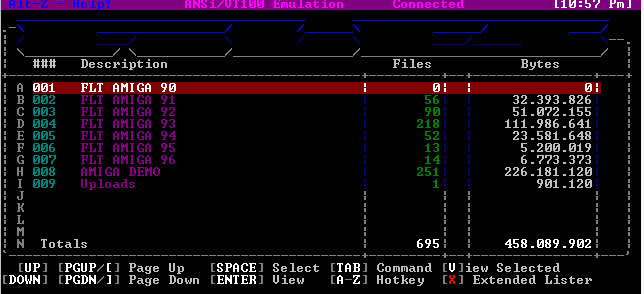 Alt-Z - Help! ANSi/VT100 Emulation Connected [10:57 Pm]
### Description Files Bytes
A 001 FLT AMIGA 90 0 0
B 002 FLT AMIGA 91 56 32.393.826
C 003 FLT AMIGA 92 90 51.072.155
D 004 FLT AMIGA 93 218 111.986.641
E 005 FLT AMIGA 94 52 23.581.648
F 006 FLT AMIGA 95 13 5.200.019
G 007 FLT AMIGA 96 14 6.773.373
H 008 AMIGA DEMO 251 226.181.120
I 009 Uploads 1 901.120
J
K
L
M
N Totals 695 458.089.902
[UP] [PGUP/[] Page Up [SPACE] Select [TAB] Command [V]iew Selected
[DOWN] [PGDN/]] Page Down [ENTER] View [A-Z] Hotkey [X] Extended Lister